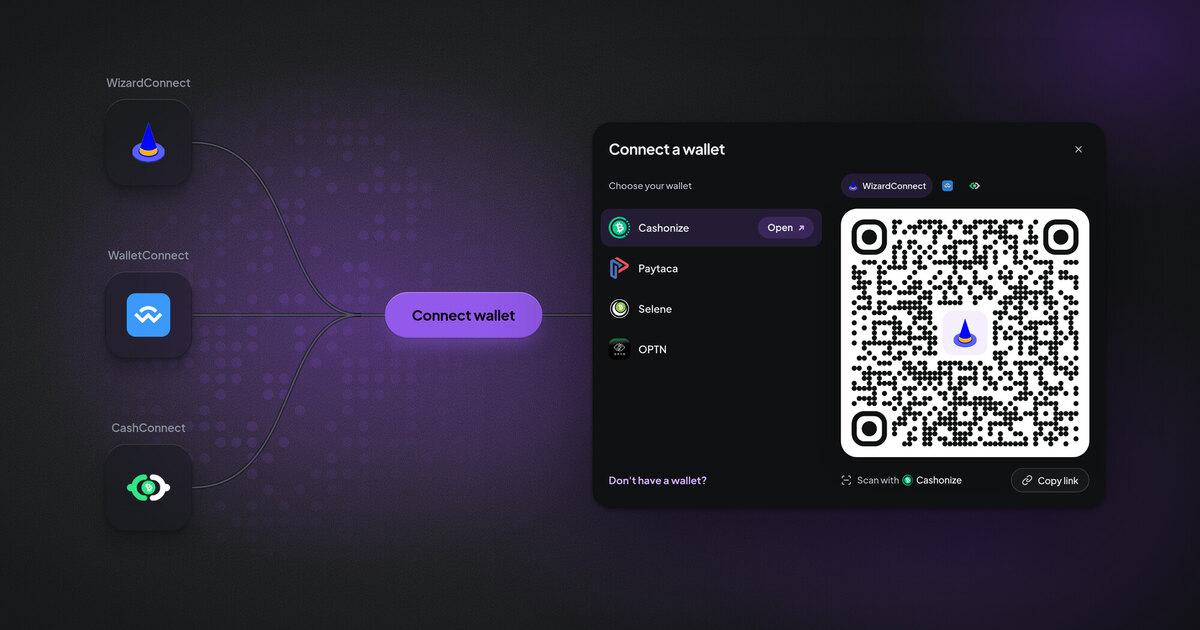 WizardConnect
WalletConnect
CashConnect
Connect wallet
Connect a wallet
Choose your wallet
WizardConnect
Cashonize
Open
Paytaca
Selene
OPTN
Don't have a wallet?
Scan with Cashonize
Copy link